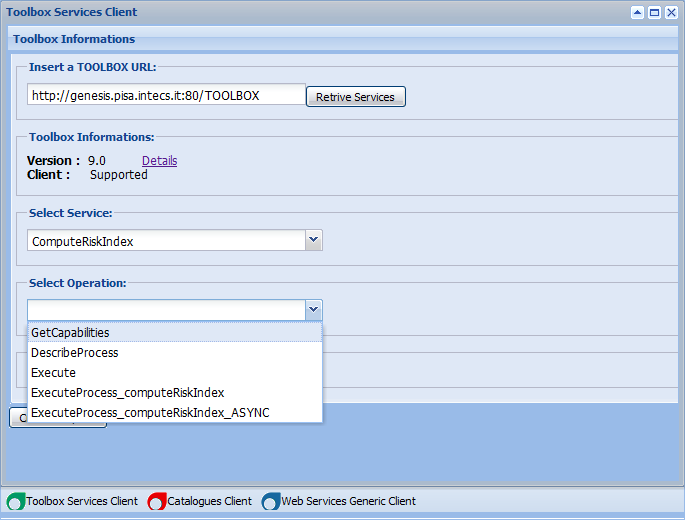 Toolbox Services Client
Toolbox Informations
Insert a TOOLBOX URL:
http://genesis.pisa.intecs.it:80/TOOLBOX Retrive Services
Toolbox Informations:
Version : 9.0 Details
Client : Supported
Select Service:
ComputeRiskIndex
Select Operation:
GetCapabilities
DescribeProcess
Execute
ExecuteProcess_computeRiskIndex
ExecuteProcess_computeRiskIndex_ASYNC
Toolbox Services Client Catalogues Client Web Services Generic Client